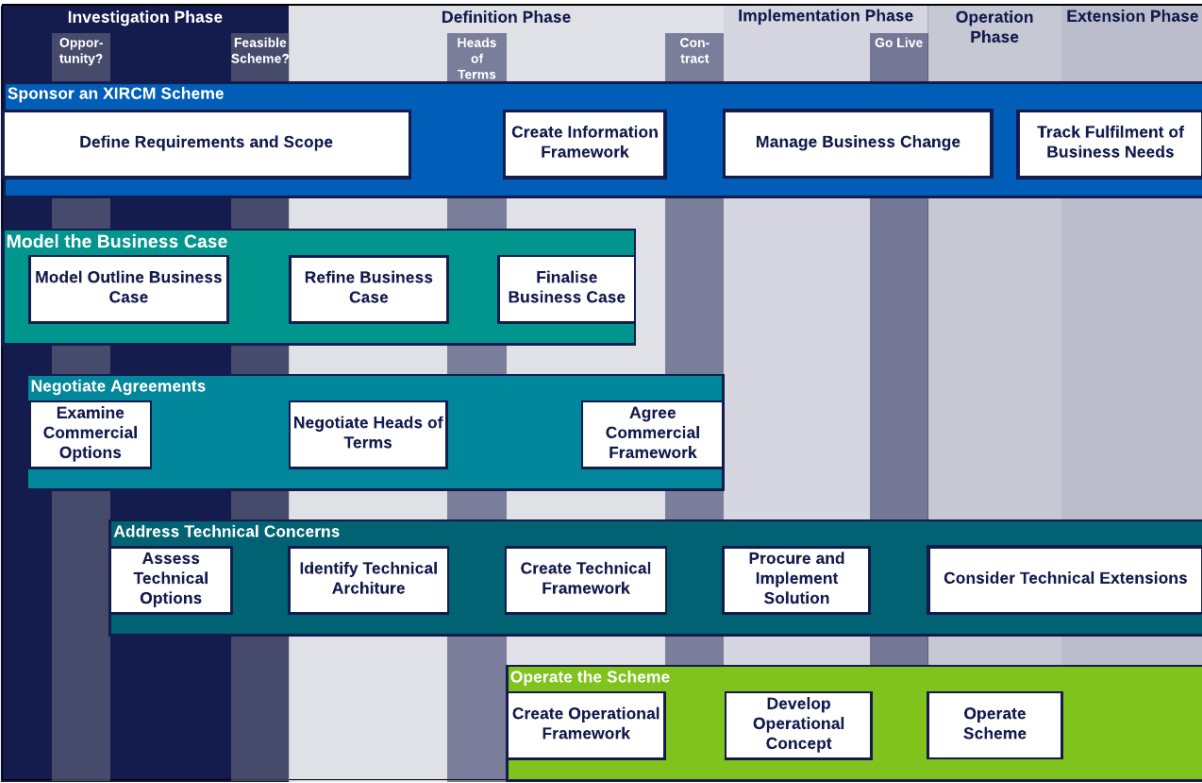 Investigation Phase
Definition Phase
Implementation Phase
Operation
Phase
Extension Phase
Oppor-
tunity?
Feasible
Scheme?
Heads
of
Terms
Con-
tract
Go Live
Sponsor an XIRCM Scheme
Define Requirements and Scope
Create Information
Framework
Manage Business Change
Track Fulfilment of
Business Needs
Model the Business Case
Model Outline Business
Case
Refine Business
Case
Finalise
Business Case
Negotiate Agreements
Examine
Commercial
Options
Negotiate Heads of
Terms
Agree
Commercial
Framework
Address Technical Concerns
Assess
Technical
Options
Identify Technical
Architure
Create Technical
Framework
Procure and
Implement
Solution
Consider Technical Extensions
Operate the Scheme
Create Operational
Framework
Develop
Operational
Concept
Operate
Scheme